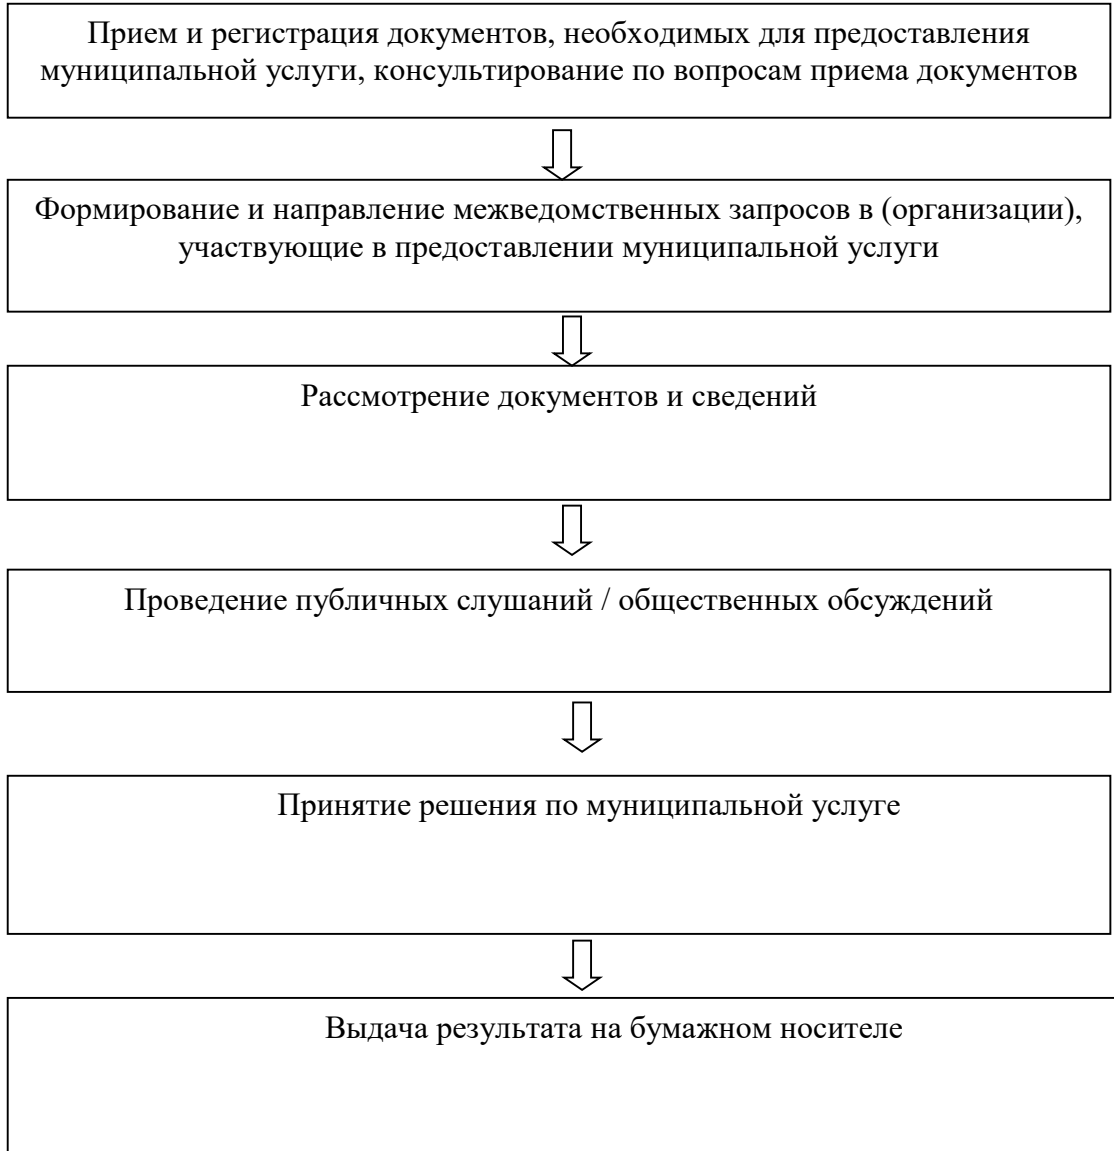 Прием и регистрация документов, необходимых для предоставления
муниципальной услуги, консультирование по вопросам приема документов
Формирование и направление межведомственных запросов в (организации),
участвующие в предоставлении муниципальной услуги
Рассмотрение документов и сведений
Проведение публичных слушаний / общественных обсуждений
Принятие решения по муниципальной услуге
Выдача результата на бумажном носителе